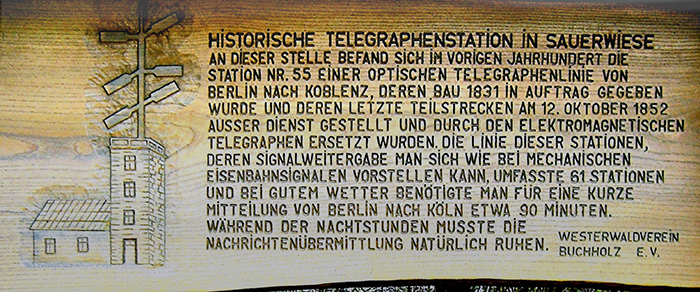 HISTORISCHE TELEGRAPHENSTATION IN SAUERWIESE
AN DIESER STELLE BEFAND SICH IM VORIGEN JAHRHUNDERT DIE
STATION NR. 55 EINER OPTISCHEN TELEGRAPHENLINIE VON
BERLIN NACH KOBLENZ, DEREN BAU 1831 IN AUFTRAG GEGEBEN
WURDE UND DEREN LETZTE TEILSTRECKEN AM 12. OKTOBER 1852
AUSSER DIENST GESTELLT UND DURCH DEN ELEKTROMAGNETISCHEN
TELEGRAPHEN ERSETZT WURDEN. DIE LINIE DIESER STATIONEN,
DEREN SIGNALWEITERGABE MAN SICH WIE BEI MECHANISCHEN
EISENBAHNSIGNALEN VORSTELLEN KANN, UMFASSTE 61 STATIONEN
UND BEI GUTEM WETTER BENÖTIGTE MAN FÜR EINE KURZE
MITTEILUNG VON BERLIN NACH KÖLN ETWA 90 MINUTEN.
WÄHREND DER NACHTSTUNDEN MUSSTE DIE
NACHRICHTENÜBERMITTLUNG NATÜRLICH RUHEN.
WESTERWALDVEREIN
BUCHHOLZ E. V.